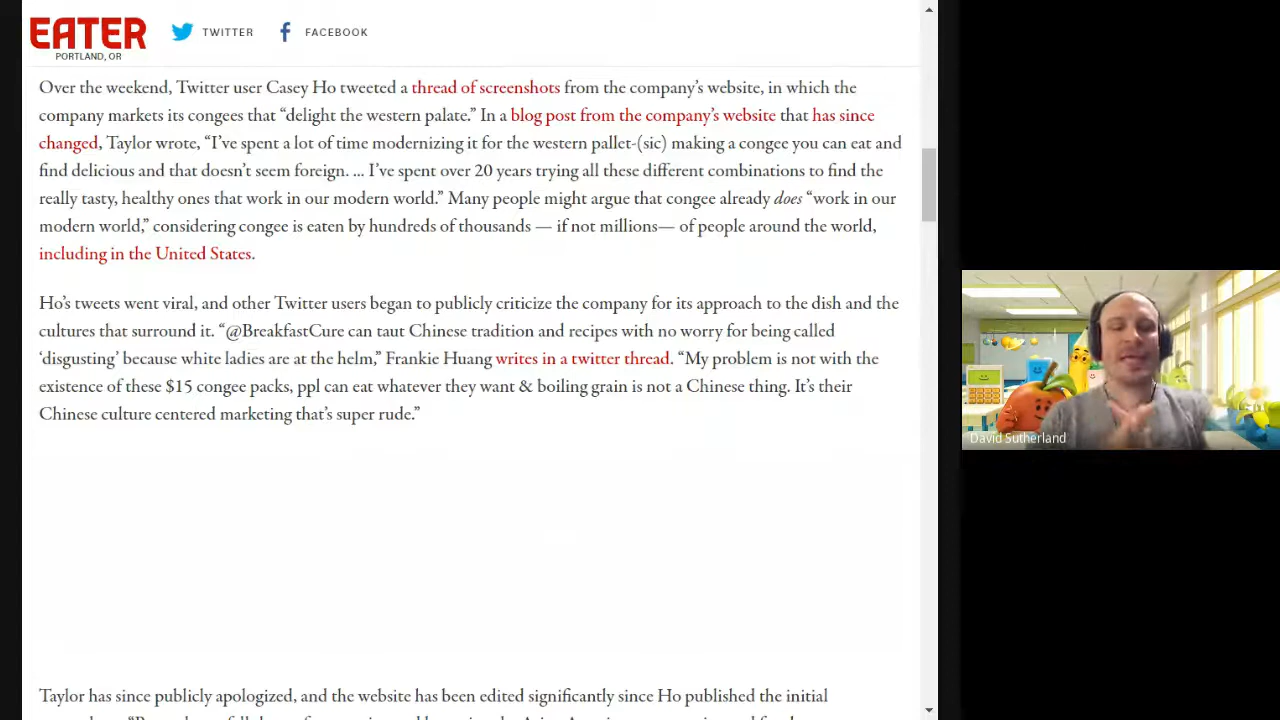 EATER
PORTLAND, OR
TWITTER
FACEBOOK
Over the weekend, Twitter user Casey Ho tweeted a thread of screenshots from the company’s website, in which the
company markets its congees that “delight the western palate.” In a blog post from the company’s website that has since
changed, Taylor wrote, “I’ve spent a lot of time modernizing it for the western pallet-(sic) making a congee you can eat and
find delicious and that doesn’t seem foreign. ... I’ve spent over 20 years trying all these different combinations to find the
really tasty, healthy ones that work in our modern world.” Many people might argue that congee already does “work in our
modern world,” considering congee is eaten by hundreds of thousands — if not millions— of people around the world,
including in the United States.
Ho’s tweets went viral, and other Twitter users began to publicly criticize the company for its approach to the dish and the
cultures that surround it. “@BreakfastCure can taut Chinese tradition and recipes with no worry for being called
‘disgusting’ because white ladies are at the helm,” Frankie Huang writes in a twitter thread. “My problem is not with the
existence of these $15 congee packs, ppl can eat whatever they want & boiling grain is not a Chinese thing. It’s their
Chinese culture centered marketing that’s super rude.”
David Sutherland
Taylor has since publicly apologized, and the website has been edited significantly since Ho published the initial